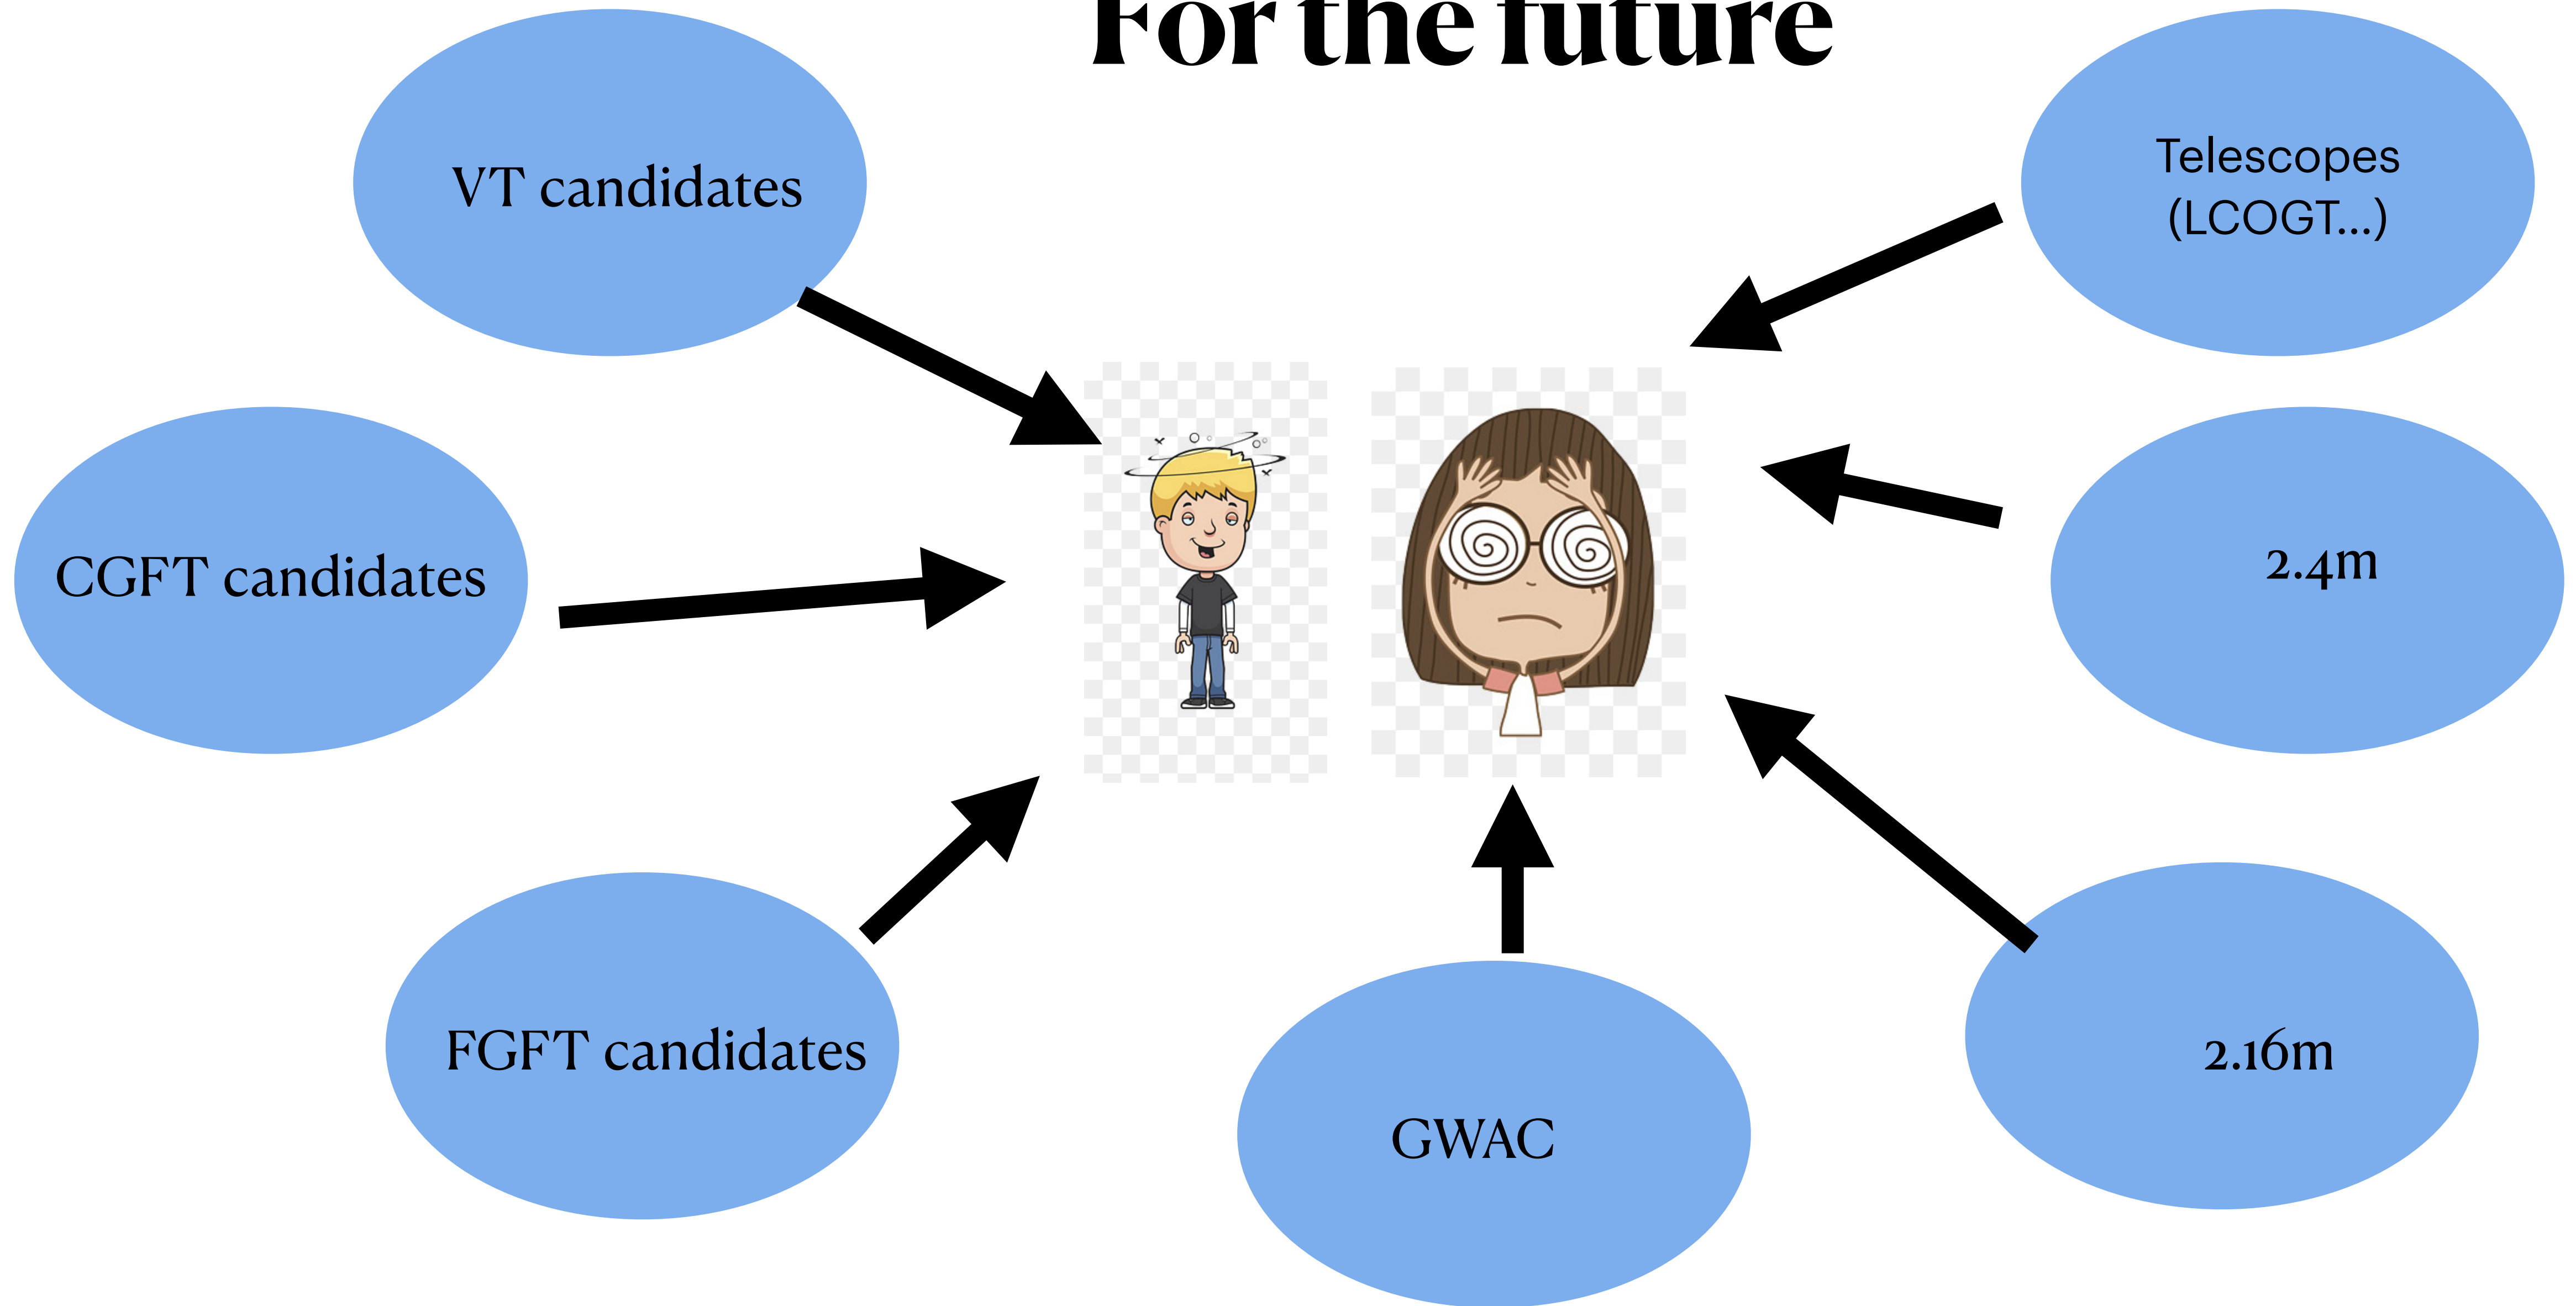 For the future
VT candidates
Telescopes
(LCOGT...)
CGFT candidates
2.4m
FGFT candidates
2.16m
GWAC